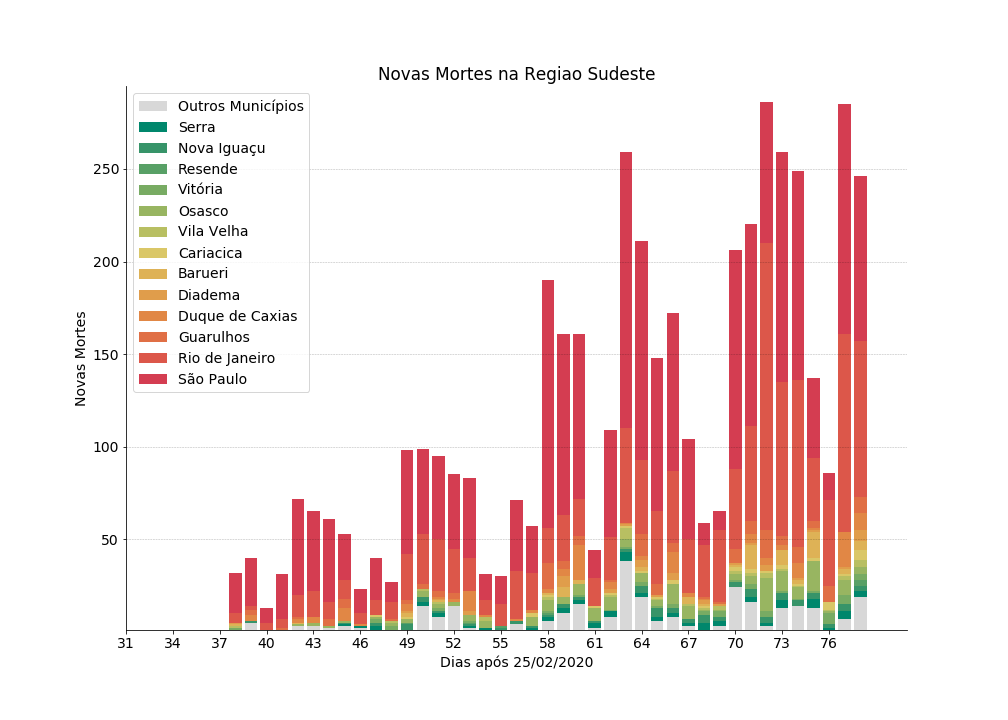 Novas Mortes na Regiao Sudeste
Outros Municípios
Serra
Nova Iguaçu
Resende
Vitória
Osasco
Vila Velha
Cariacica
Barueri
Diadema
Duque de Caxias
Guarulhos
Rio de Janeiro
São Paulo
Novas Mortes
250
200
150
100
50
31 34 37 40 43 46 49 52 55 58 61 64 67 70 73 76
Dias após 25/02/2020